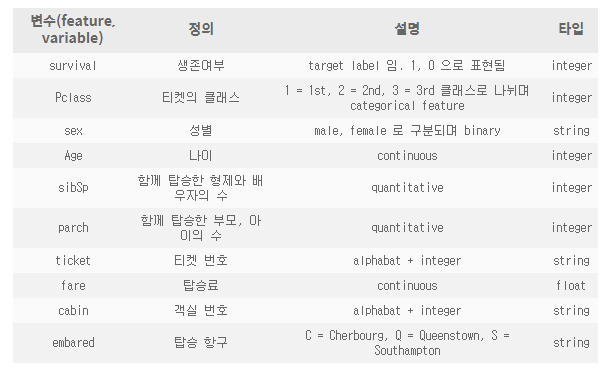 변수(feature, 정의 설명 타입
variable)
survival 생존여부 target label 임. 1, 0 으로 표현됨 integer
Pclass 티켓의 클래스 1 = 1st, 2 = 2nd, 3 = 3rd 클래스로 나뉘며 integer
categorical feature
sex 성별 male, female 로 구분되며 binary string
Age 나이 continuous integer
sibSp 함께 탑승한 형제와 배 quantitative integer
우자의 수
parch 함께 탑승한 부모, 아 quantitative integer
이의 수
ticket 티켓 번호 alphabat + integer string
fare 탑승료 continuous float
cabin 객실 번호 alphabat + integer string
embared 탑승 항구 C = Cherbourg, Q = Queenstown, S = string
Southampton